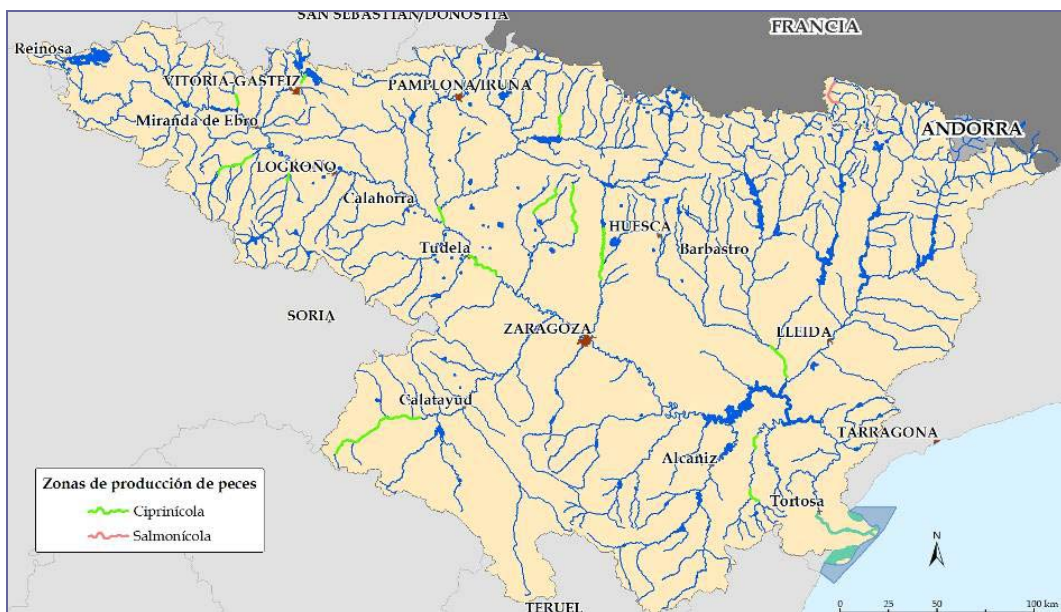 SAN SEBASTIÁN/DONOSTIA
FRANCIA
Reinosa
VITORIA-GASTEIZ
PAMPLONA/IRUÑA
Miranda de Ebro
ANDORRA
LOGROÑO
Calahorra
HUESCA
Barbastro
Tudela
SORIA
ZARAGOZA
LLEIDA
Calatayud
TARRAGONA
Alcañiz
Zonas de producción de peces
Ciprinícola
Salmonícola
Tortosa
N
0 25 50 100 km
TERUEL